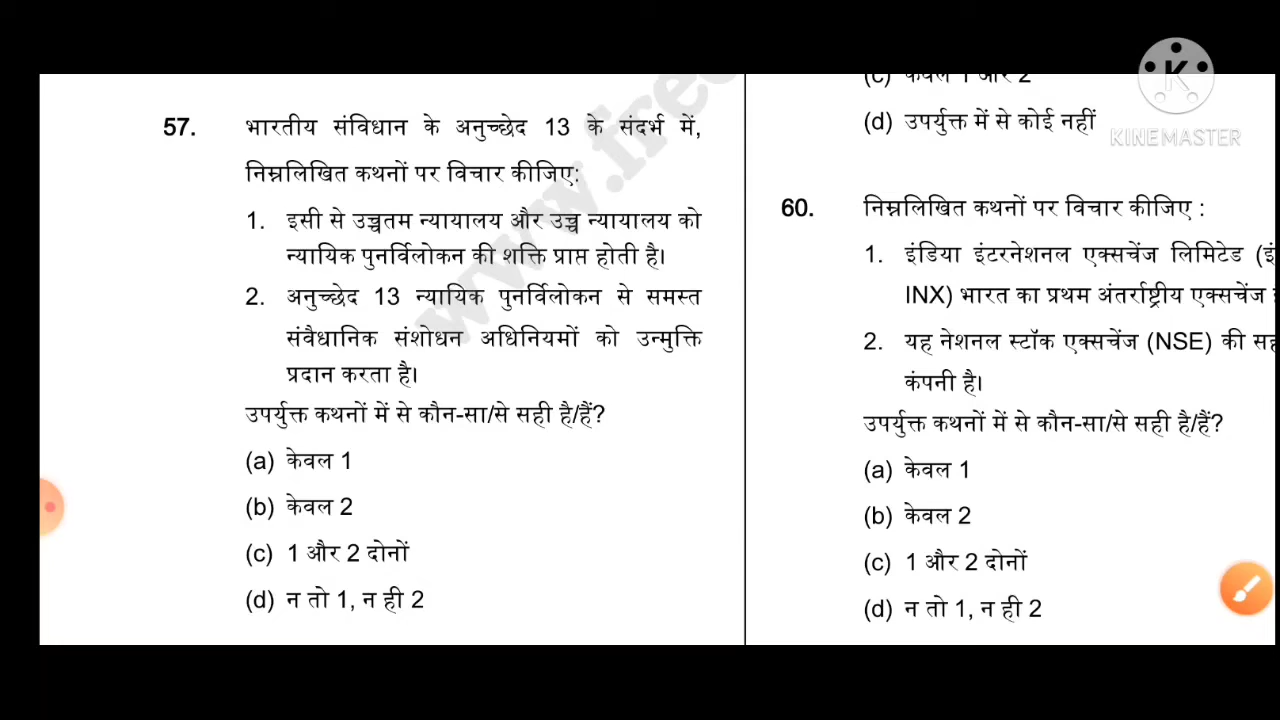 57. भारतीय संविधान के अनुच्छेद 13 के संदर्भ में,
निम्नलिखित कथनों पर विचार कीजिए:
1. इसी से उच्चतम न्यायालय और उच्च न्यायालय को
न्यायिक पुनर्विलोकन की शक्ति प्राप्त होती है।
2. अनुच्छेद 13 न्यायिक पुनर्विलोकन से समस्त
संवैधानिक संशोधन अधिनियमों को उन्मुक्ति
प्रदान करता है।
उपर्युक्त कथनों में से कौन-सा/से सही है/हैं?
(a) केवल 1
(b) केवल 2
(c) 1 और 2 दोनों
(d) न तो 1, न ही 2
(c) केवल 1 और 2
(d) उपर्युक्त में से कोई नहीं
60. निम्नलिखित कथनों पर विचार कीजिए :
1. इंडिया इंटरनेशनल एक्सचेंज लिमिटेड
INX) भारत का प्रथम अंतर्राष्ट्रीय एक्सचेंज
2. यह नेशनल स्टॉक एक्सचेंज (NSE) की
कंपनी है।
उपर्युक्त कथनों में से कौन-सा/से सही है/हैं?
(a) केवल 1
(b) केवल 2
(c) 1 और 2 दोनों
(d) न तो 1, न ही 2
K
KINEMASTER